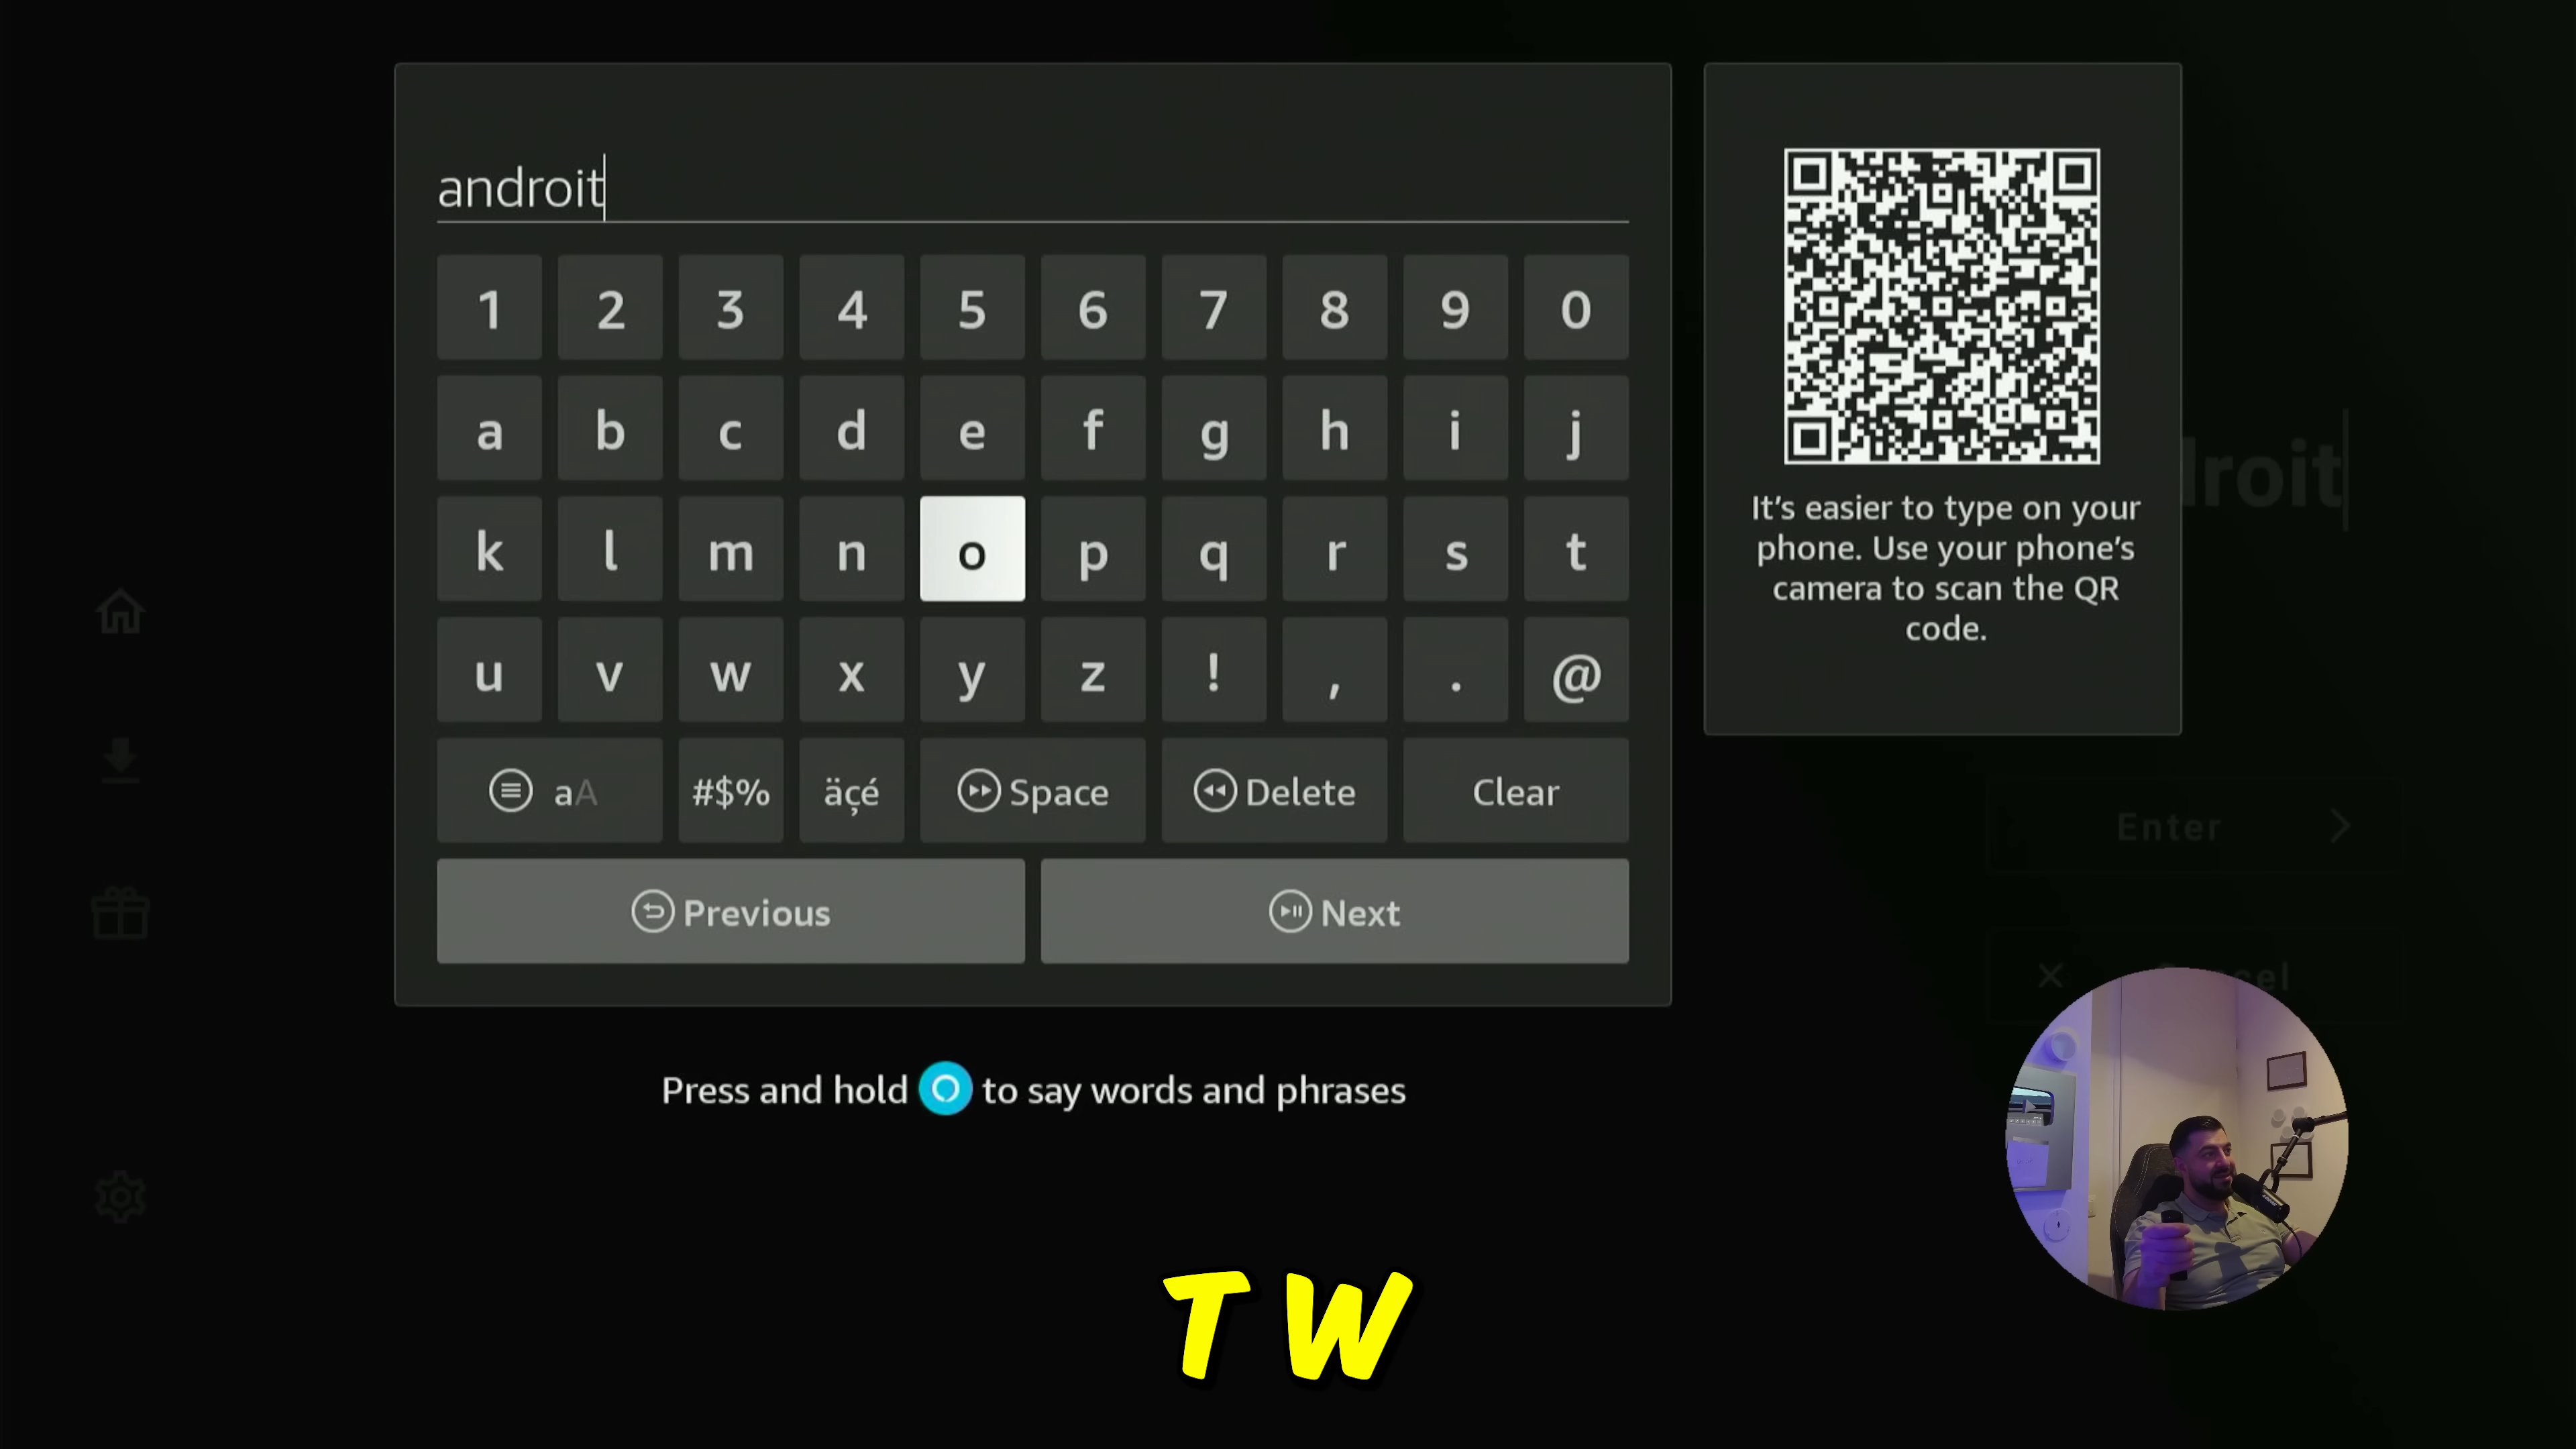 androit
1 2 3 4 5 6 7 8 9 0
a b c d e f g h i j
k l m n o p q r s t
u v w x y z ! , . @
aA #$% äçé Space Delete Clear
Previous Next
It's easier to type on your
phone. Use your phone's
camera to scan the QR
code.
droit
Enter
Cancel
Press and hold to say words and phrases
T W